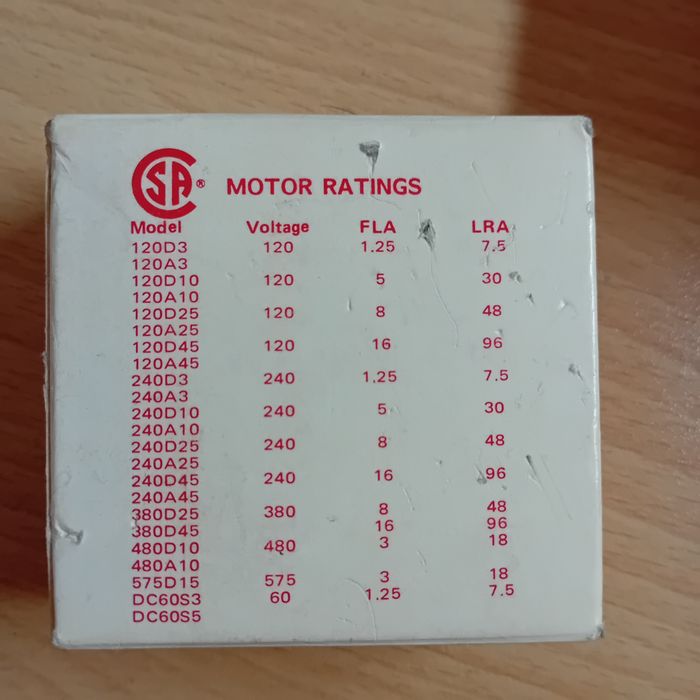 CSA® MOTOR RATINGS
Model Voltage FLA LRA
120D3 120 1.25 7.5
120A3
120D10 120 5 30
120A10
120D25 120 8 48
120A25
120D45 120 16 96
120A45
240D3 240 1.25 7.5
240A3
240D10 240 5 30
240A10
240D25 240 8 48
240A25
240D45 240 16 96
240A45
380D25 380 8 48
380D45 16 96
480D10 480 3 18
480A10
575D15 575 3 18
DC60S3 60 1.25 7.5
DC60S5